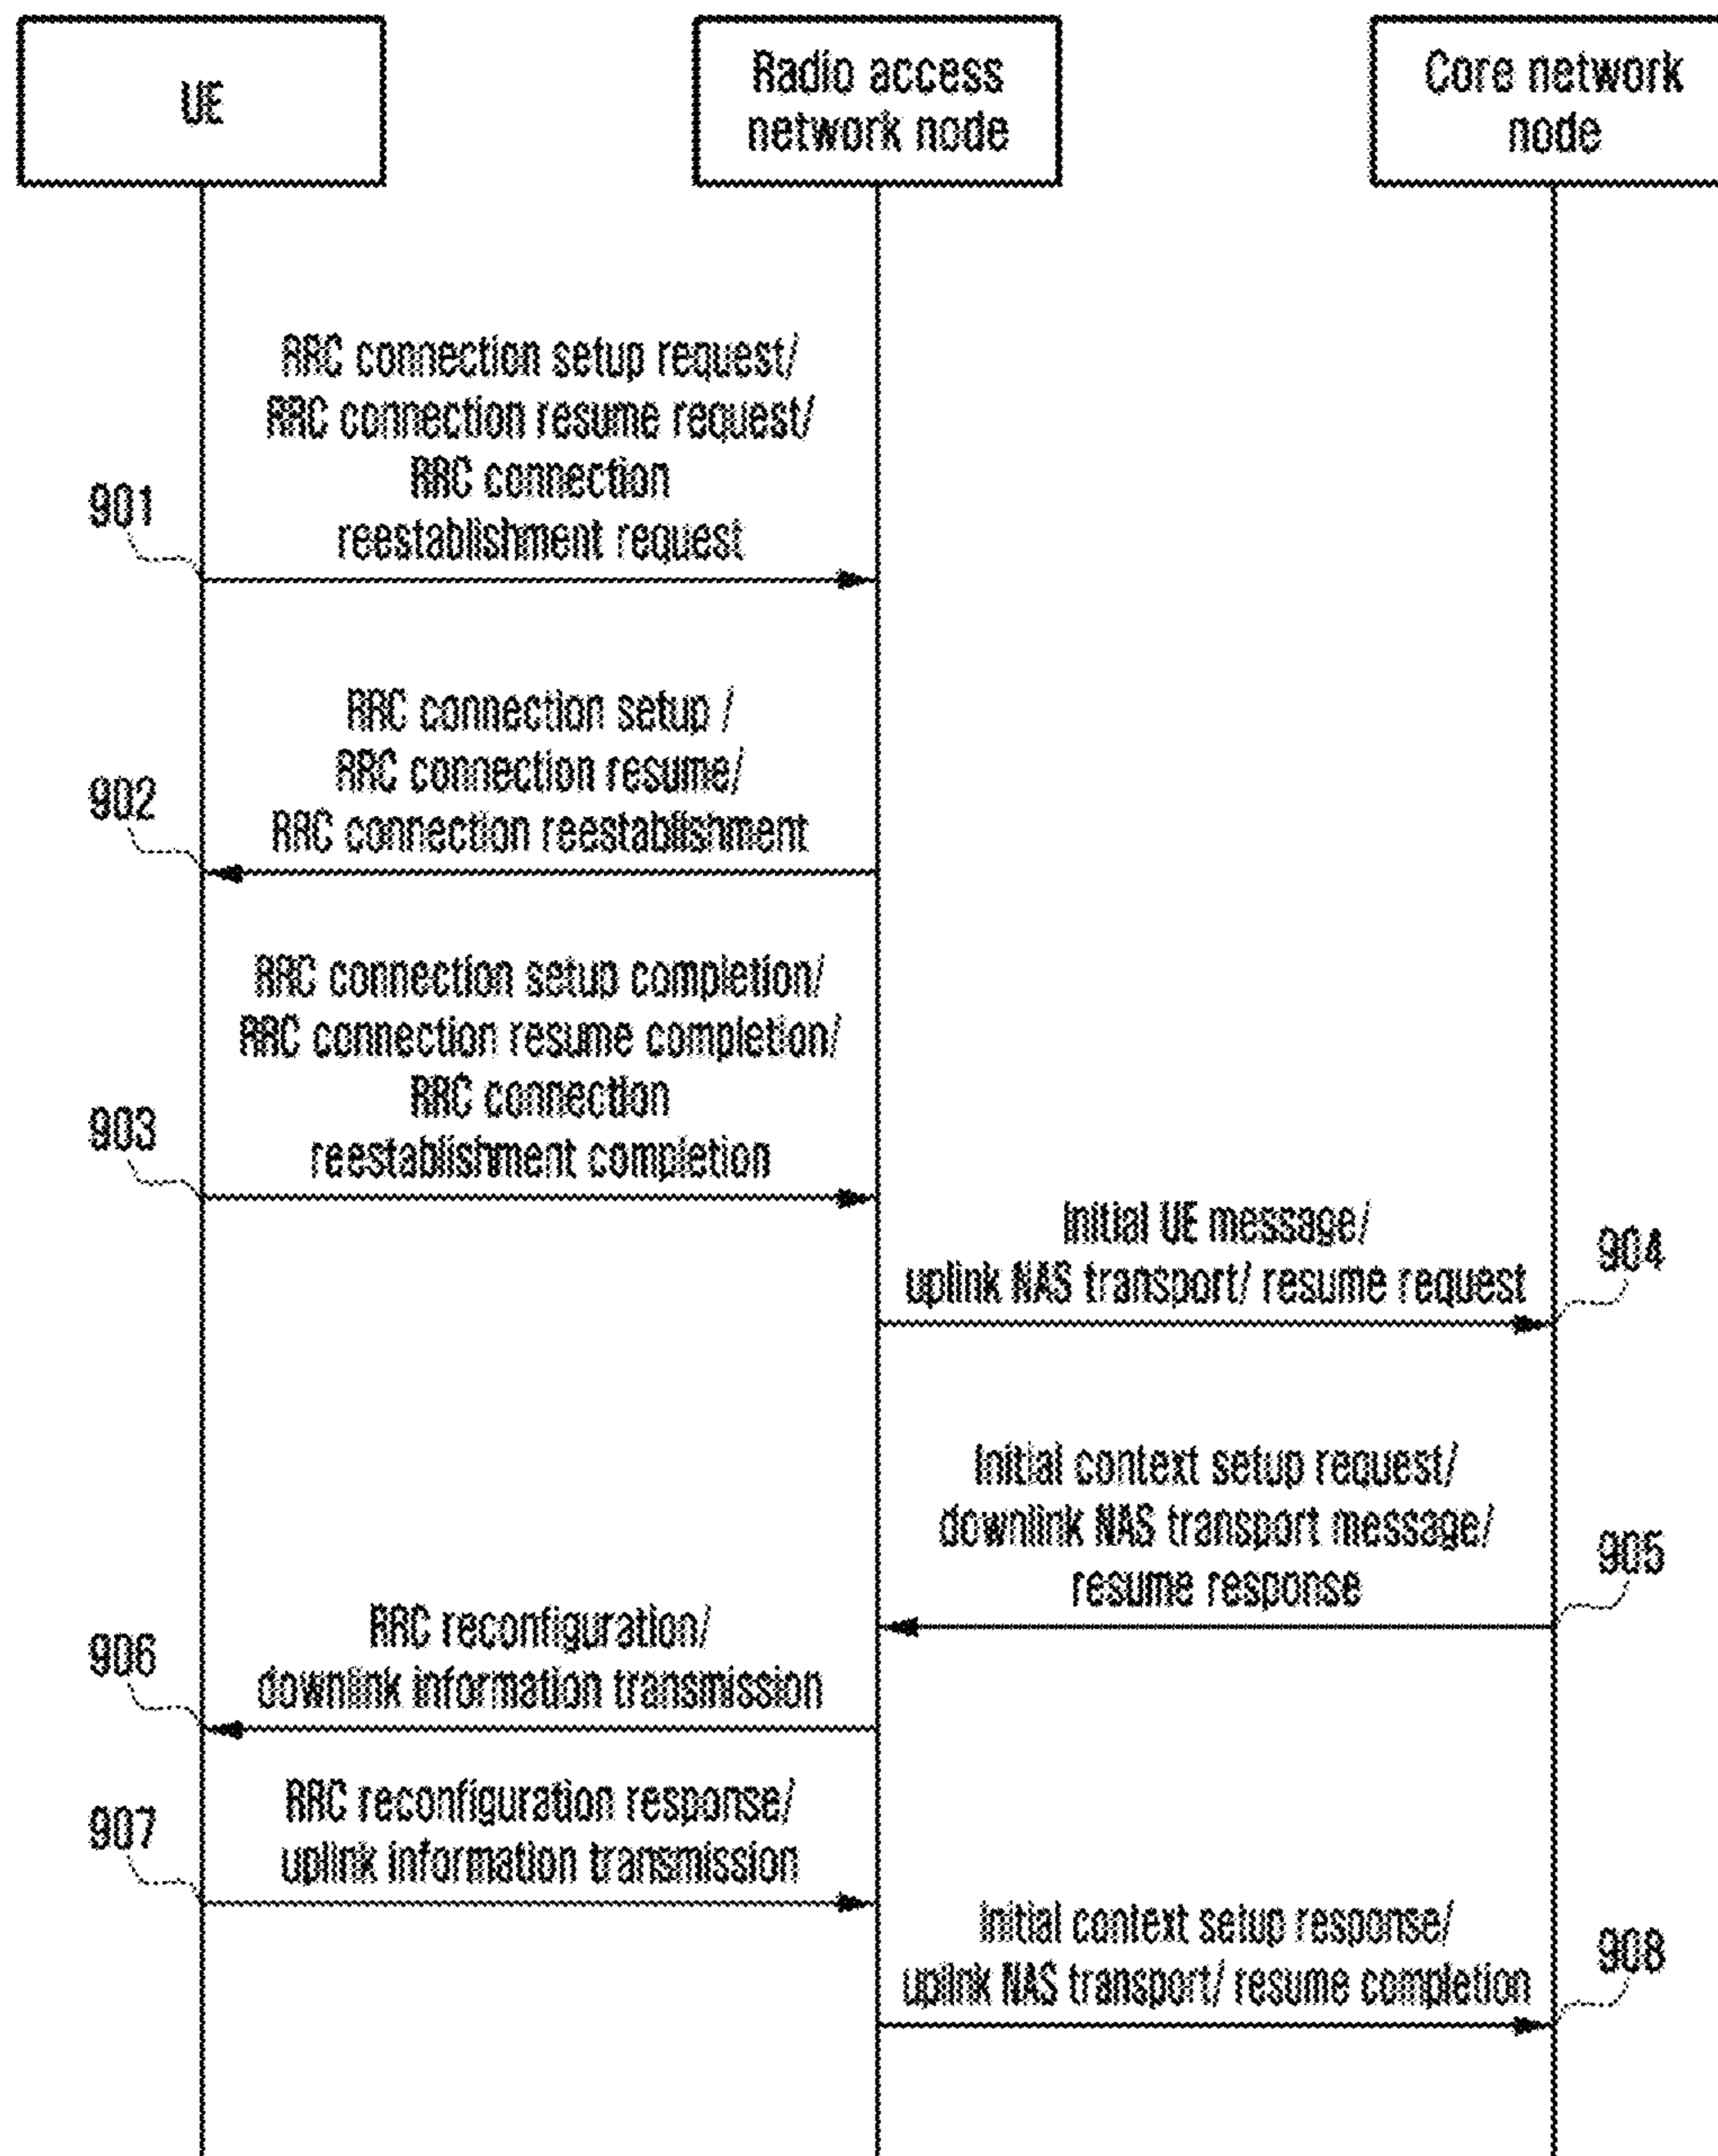 UE
Radio access
network node
Core network
node
RRC connection setup request/
RRC connection resume request/
RRC connection
reestablishment request
901
RRC connection setup /
RRC connection resume/
RRC connection reestablishment
902
RRC connection setup completion/
RRC connection resume completion/
RRC connection
reestablishment completion
903
Initial UE message/
uplink NAS transport/ resume request
904
Initial context setup request/
downlink NAS transport message/
resume response
905
RRC reconfiguration/
downlink information transmission
906
RRC reconfiguration response/
uplink information transmission
907
Initial context setup response/
uplink NAS transport/ resume completion
908